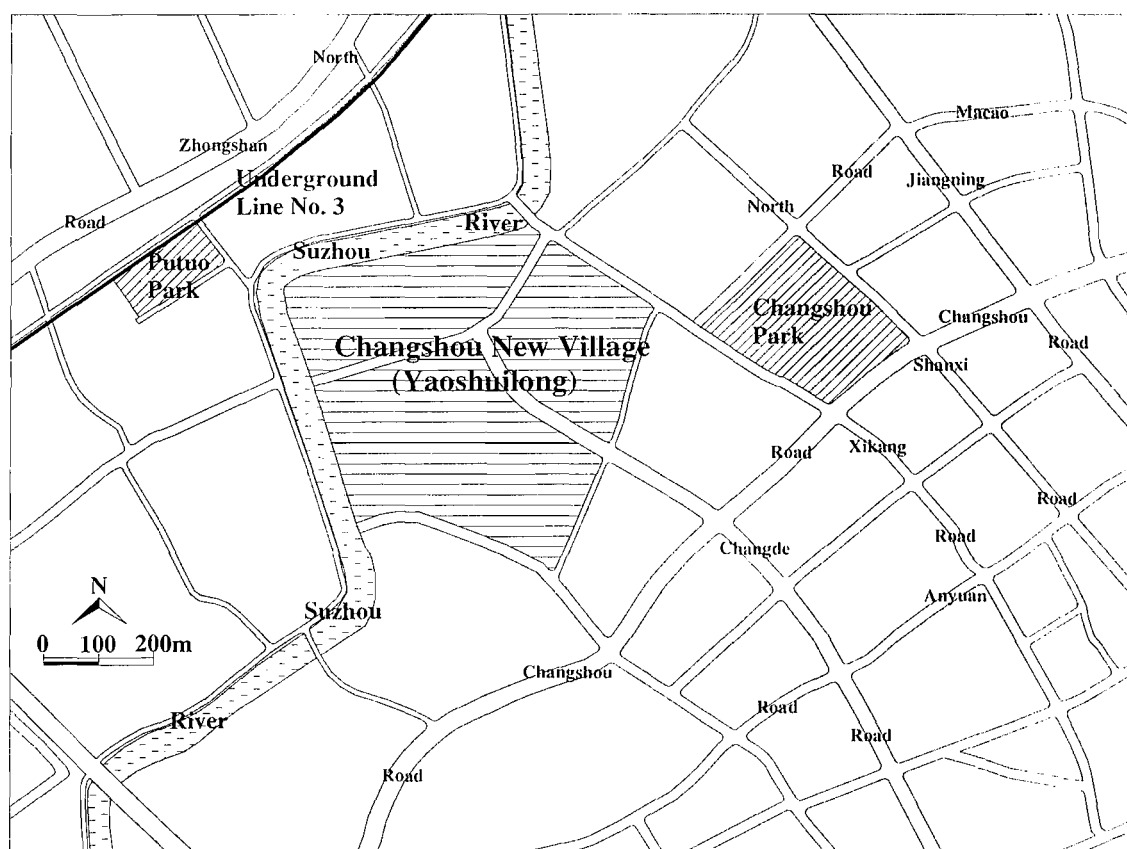 North
Macao
Zhongshan
Road
Underground
Line No. 3
Jiangning
Road
North
River
Suzhou
Putuo
Park
Changshou
Park
Changshou
Road
Changshou New Village
(Yaoshuilong)
Shanxi
Road
Xikang
Road
Road
Changde
Anyuan
N
0 100 200m
Suzhou
Changshou
River
Road
Road
Road